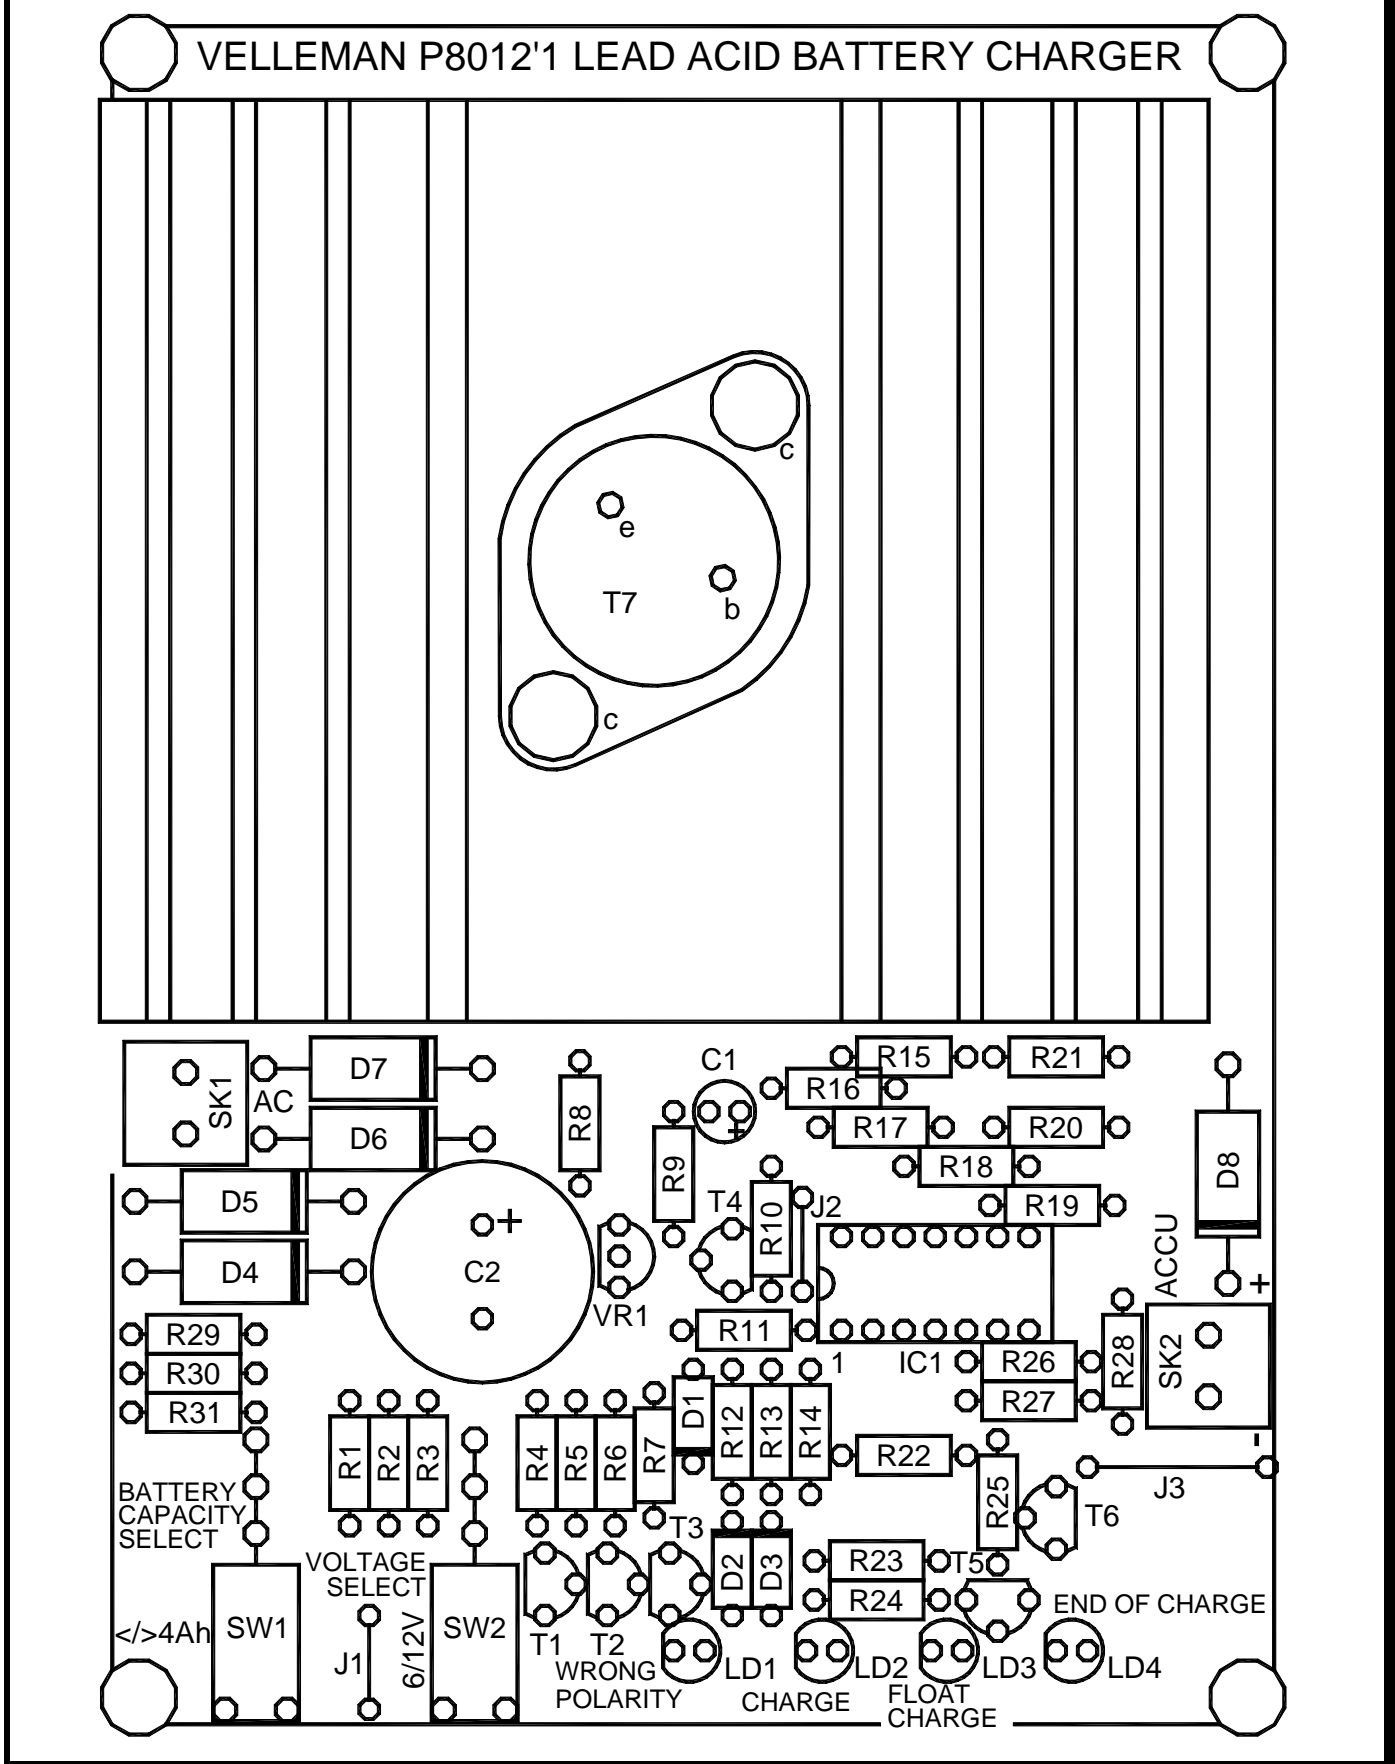 VELLEMAN P8012'1 LEAD ACID BATTERY CHARGER
c
e
b
T7
c
SK1
AC
D7
D6
D5
D4
R8
C1
+
R9
R15
R21
R16
R17
R20
R18
R19
D8
T4
R10
J2
ACCU
+
C2
+
VR1
R11
1
IC1
R26
R27
R28
SK2
-
R29
R30
R31
R1
R2
R3
R4
R5
R6
R7
D1
R12
R13
R14
R22
R25
J3
T6
BATTERY
CAPACITY
SELECT
VOLTAGE
SELECT
T3
D2
D3
R23
R24
T5
END OF CHARGE
</>4Ah
SW1
J1
6/12V
SW2
T1
T2
WRONG
POLARITY
LD1
CHARGE
LD2
FLOAT
CHARGE
LD3
LD4